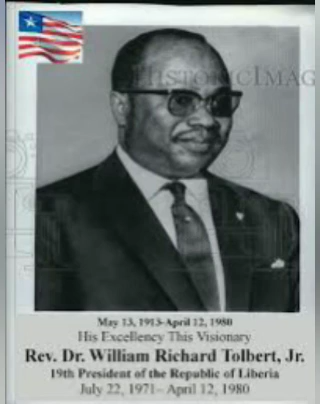 HISTORICIMAG
May 13, 1913-April 12, 1980
His Excellency This Visionary
Rev. Dr. William Richard Tolbert, Jr.
19th President of the Republic of Liberia
July 22, 1971– April 12, 1980